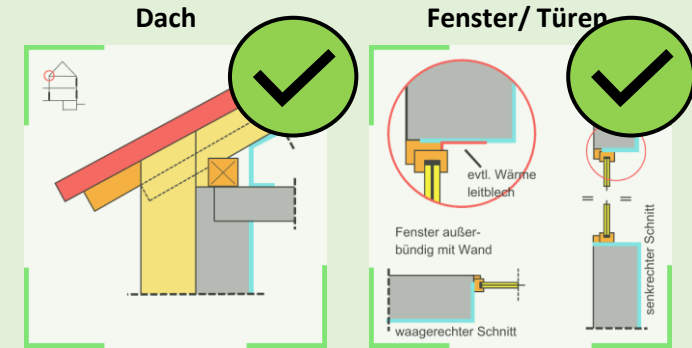 Dach
Fenster/ Türen
evtl. Wärme
leitblech
Fenster außer-
bündig mit Wand
senkrechter Schnitt
waagerechter Schnitt